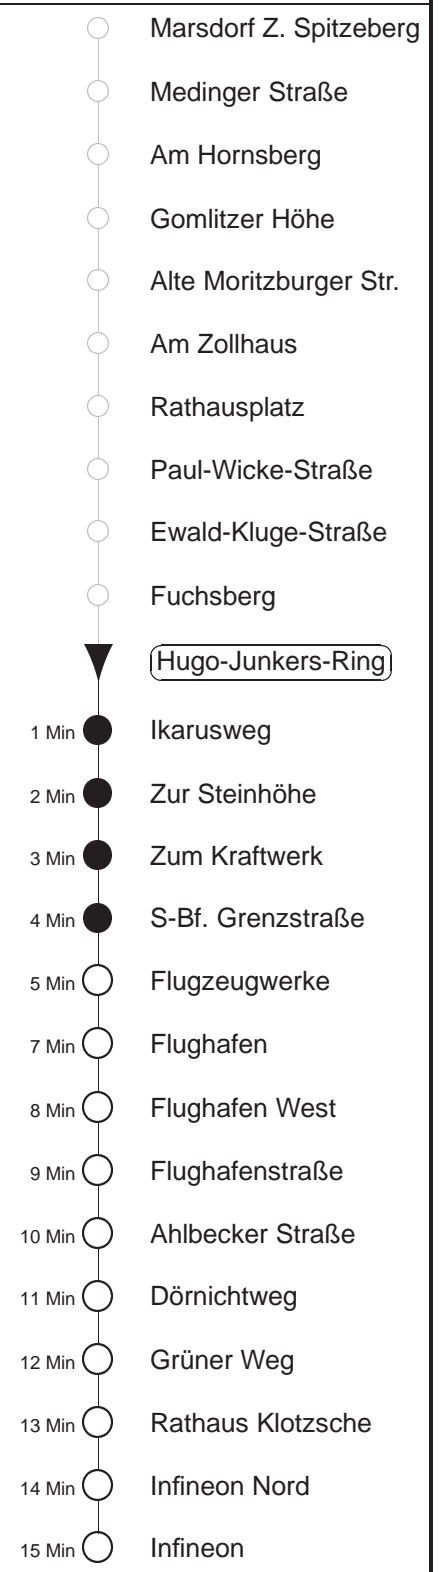 Marsdorf Z. Spitzeberg
Medinger Straße
Am Hornsberg
Gomlitzer Höhe
Alte Moritzburger Str.
Am Zollhaus
Rathausplatz
Paul-Wicke-Straße
Ewald-Kluge-Straße
Fuchsberg
Hugo-Junkers-Ring
1 Min Ikarusweg
2 Min Zur Steinhöhe
3 Min Zum Kraftwerk
4 Min S-Bf. Grenzstraße
5 Min Flugzeugwerke
7 Min Flughafen
8 Min Flughafen West
9 Min Flughafenstraße
10 Min Ahlbecker Straße
11 Min Dörnichtweg
12 Min Grüner Weg
13 Min Rathaus Klotzsche
14 Min Infineon Nord
15 Min Infineon